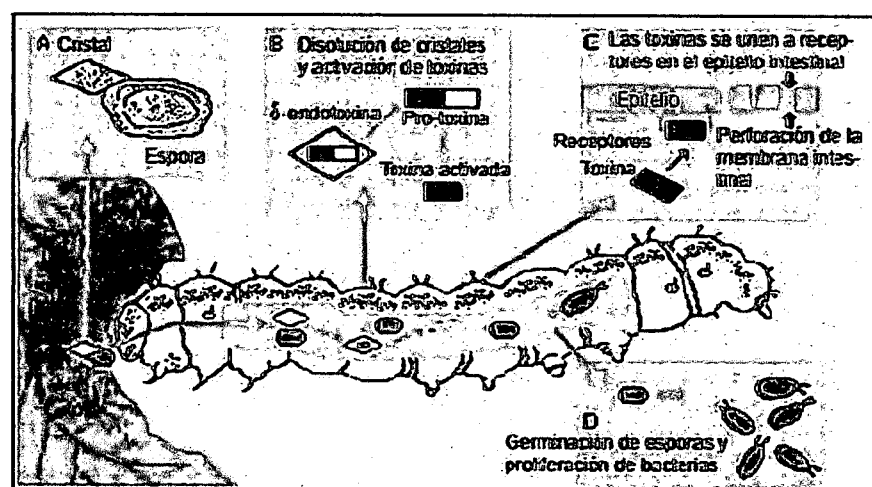 A Cristal
Espora
B Disolución de cristales
y activación de toxinas
δ-endotoxina
Pro-toxina
Toxina activada
C Las toxinas se unen a recep-
tores en el epitelio intestinal
Epitelio
Receptores
Toxina
Perforación de la
membrana intes-
tinal
D
Germinación de esporas y
proliferación de bacterias